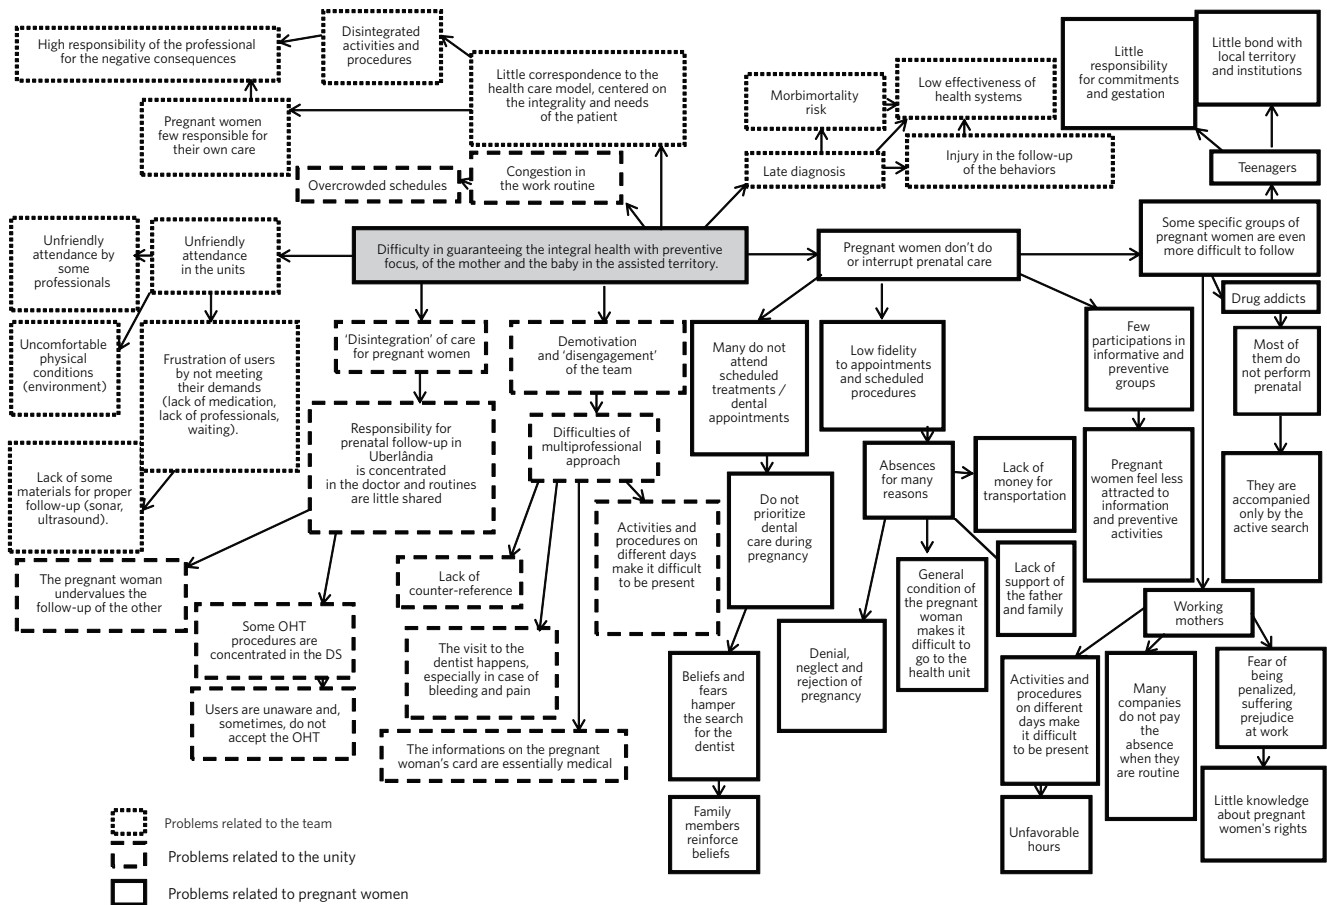 High responsibility of the professional
for the negative consequences
Disintegrated
activities and
procedures
Little correspondence to the
health care model, centered on
the integrality and needs
of the patient
Pregnant women
few responsible for
their own care
Overcrowded schedules
Congestion in
the work routine
Morbimortality
risk
Low effectiveness of
health systems
Late diagnosis
Injury in the follow-up
of the behaviors
Little
responsibility
for commitments
and gestation
Little bond with
local territory
and institutions
Teenagers
Unfriendly
attendance by
some
professionals
Unfriendly
attendance
in the units
Difficulty in guaranteeing the integral health with preventive
focus, of the mother and the baby in the assisted territory.
Pregnant women don't do
or interrupt prenatal care
Some specific groups of
pregnant women are even
more difficult to follow
Drug addicts
Uncomfortable
physical
conditions
(environment)
Frustration of users
by not meeting
their demands
(lack of medication,
lack of professionals,
waiting).
'Disintegration' of care
for pregnant women
Demotivation
and 'disengagement'
of the team
Many do not
attend
scheduled
treatments /
dental
appointments
Low fidelity
to appointments
and scheduled
procedures
Few
participations in
informative and
preventive
groups
Most of
them do
not perform
prenatal
Lack of some
materials for proper
follow-up (sonar,
ultrasound).
Responsibility for
prenatal follow-up in
Uberlândia
is concentrated
in the doctor and routines
are little shared
Difficulties of
multiprofessional
approach
Absences
for many
reasons
Lack of
money for
transportation
Pregnant
women feel less
attracted to
information
and preventive
activities
They are
accompanied
only by the
active search
Do not
prioritize
dental
care during
pregnancy
Activities and
procedures on
different days
make it difficult
to be present
The pregnant woman
undervalues the
follow-up of the other
Lack of
counter-reference
General
condition of
the pregnant
woman
makes it
difficult to
go to the
health unit
Lack of
support of
the father
and family
Working
mothers
Some OHT
procedures are
concentrated in the DS
The visit to the
dentist happens,
especially in case of
bleeding and pain
Denial,
neglect and
rejection of
pregnancy
Beliefs and
fears
hamper
the search
for the
dentist
Activities and
procedures
on different
days make
it difficult
to be present
Many
companies
do not pay
the
absence
when they
are routine
Fear of
being
penalized,
suffering
prejudice
at work
Users are unaware and,
sometimes, do not
accept the OHT
The informations on the pregnant
woman's card are essentially medical
Family
members
reinforce
beliefs
Unfavorable
hours
Little knowledge
about pregnant
women's rights
Problems related to the team
Problems related to the unity
Problems related to pregnant women